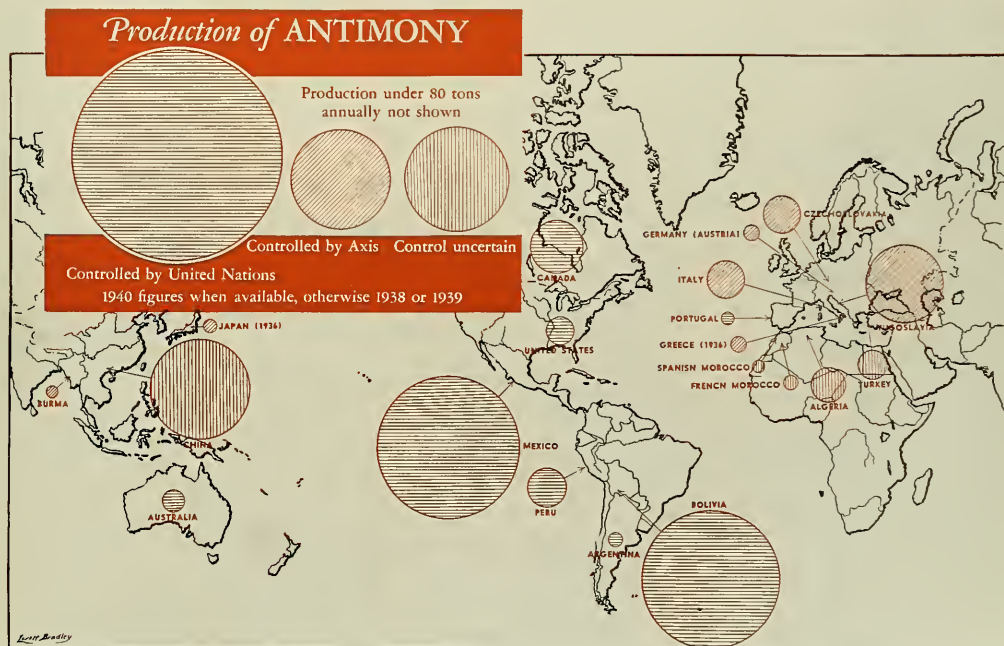 Production of ANTIMONY
Production under 80 tons
annually not shown
Controlled by Axis
Control uncertain
Controlled by United Nations
1940 figures when available, otherwise 1938 or 1939
CZECHOSLOVAKIA
GERMANY (AUSTRIA)
CANADA
ITALY
JAPAN (1936)
PORTUGAL
YUGOSLAVIA
UNITED STATES
GREECE (1936)
SPANISH MOROCCO
FRENCH MOROCCO
TURKEY
BURMA
ALGERIA
CHINA
MEXICO
BOLIVIA
PERU
AUSTRALIA
ARGENTINA